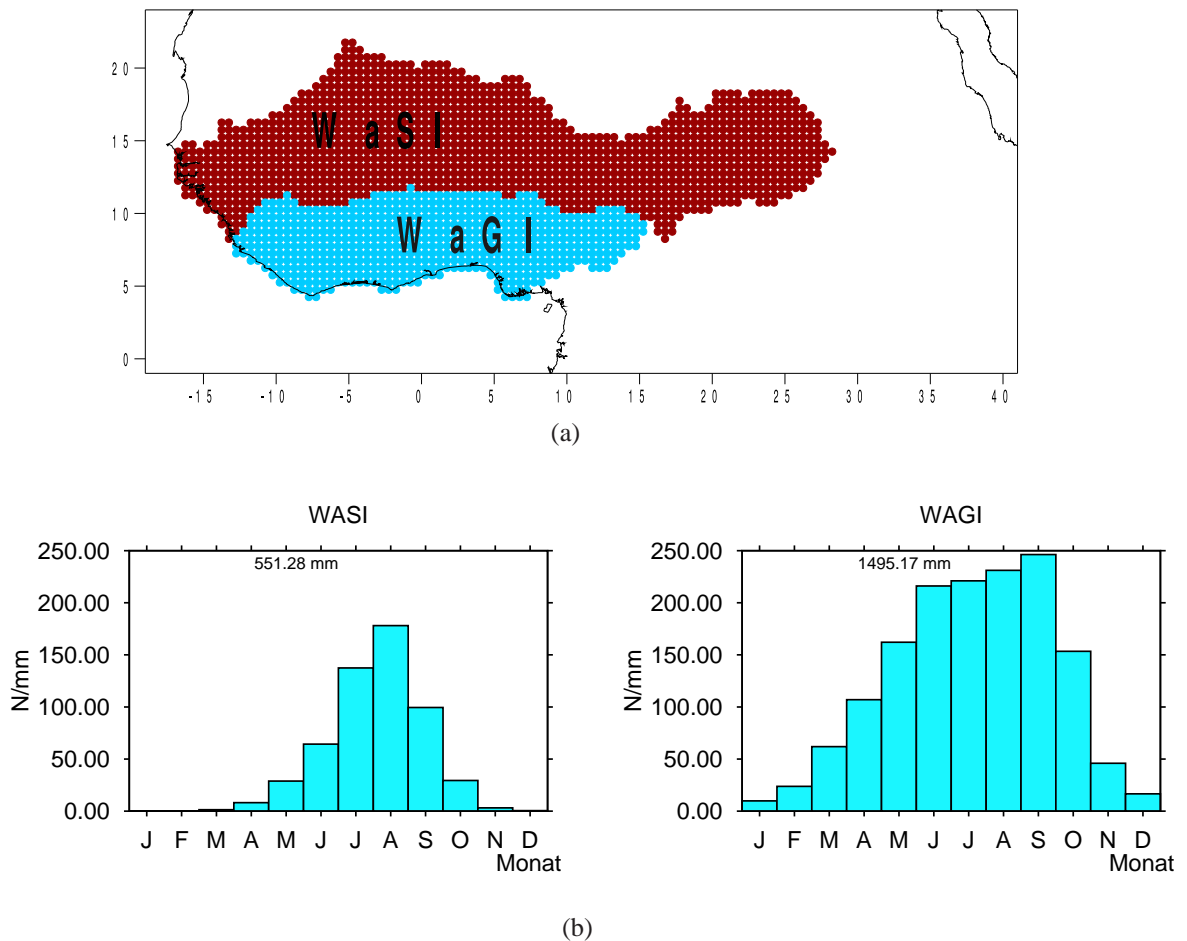 20
15
10
5
0
W aSI
W aGI
-15 -10 -5 0 5 10 15 20 25 30 35 40
(a)
WASI
551.28 mm
250.00
200.00
150.00
100.00
50.00
0.00
N/mm
J F M A M J J A S O N D
Monat
WAGI
1495.17 mm
250.00
200.00
150.00
100.00
50.00
0.00
N/mm
J F M A M J J A S O N D
Monat
(b)